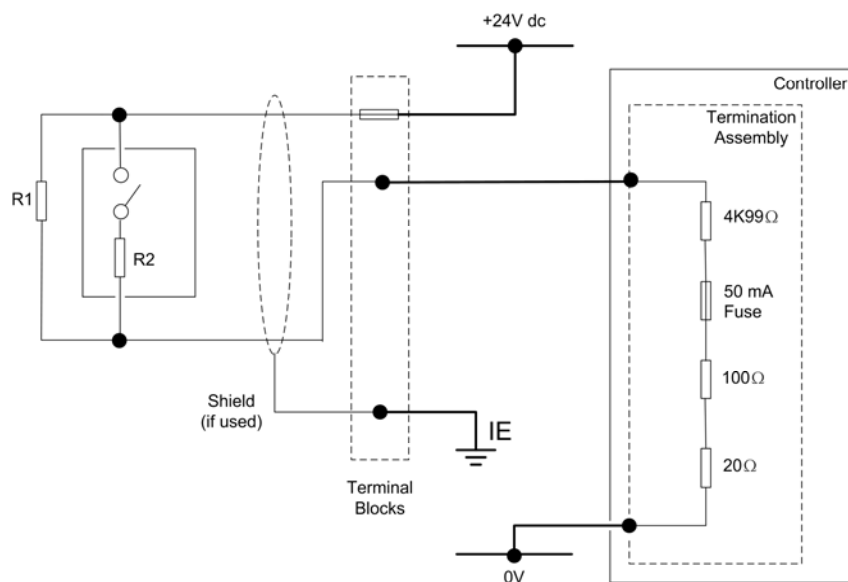 +24V dc
Controller
Termination
Assembly
R1
R2
4K99Ω
50 mA
Fuse
100Ω
20Ω
Shield
(if used)
IE
Terminal
Blocks
0V